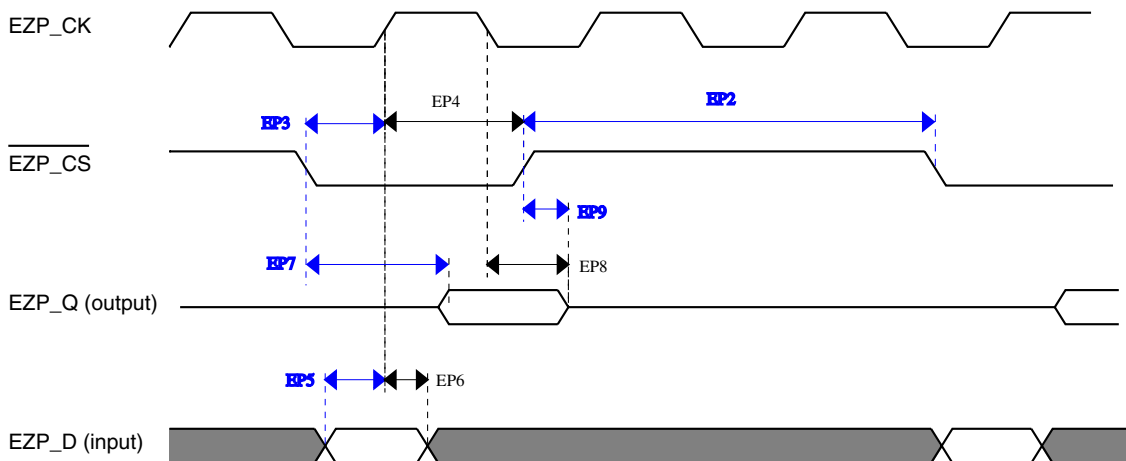 EZP_CK
EP4
EP2
EP3
EZP_CS
EP9
EP7
EP8
EZP_Q (output)
EP5
EP6
EZP_D (input)